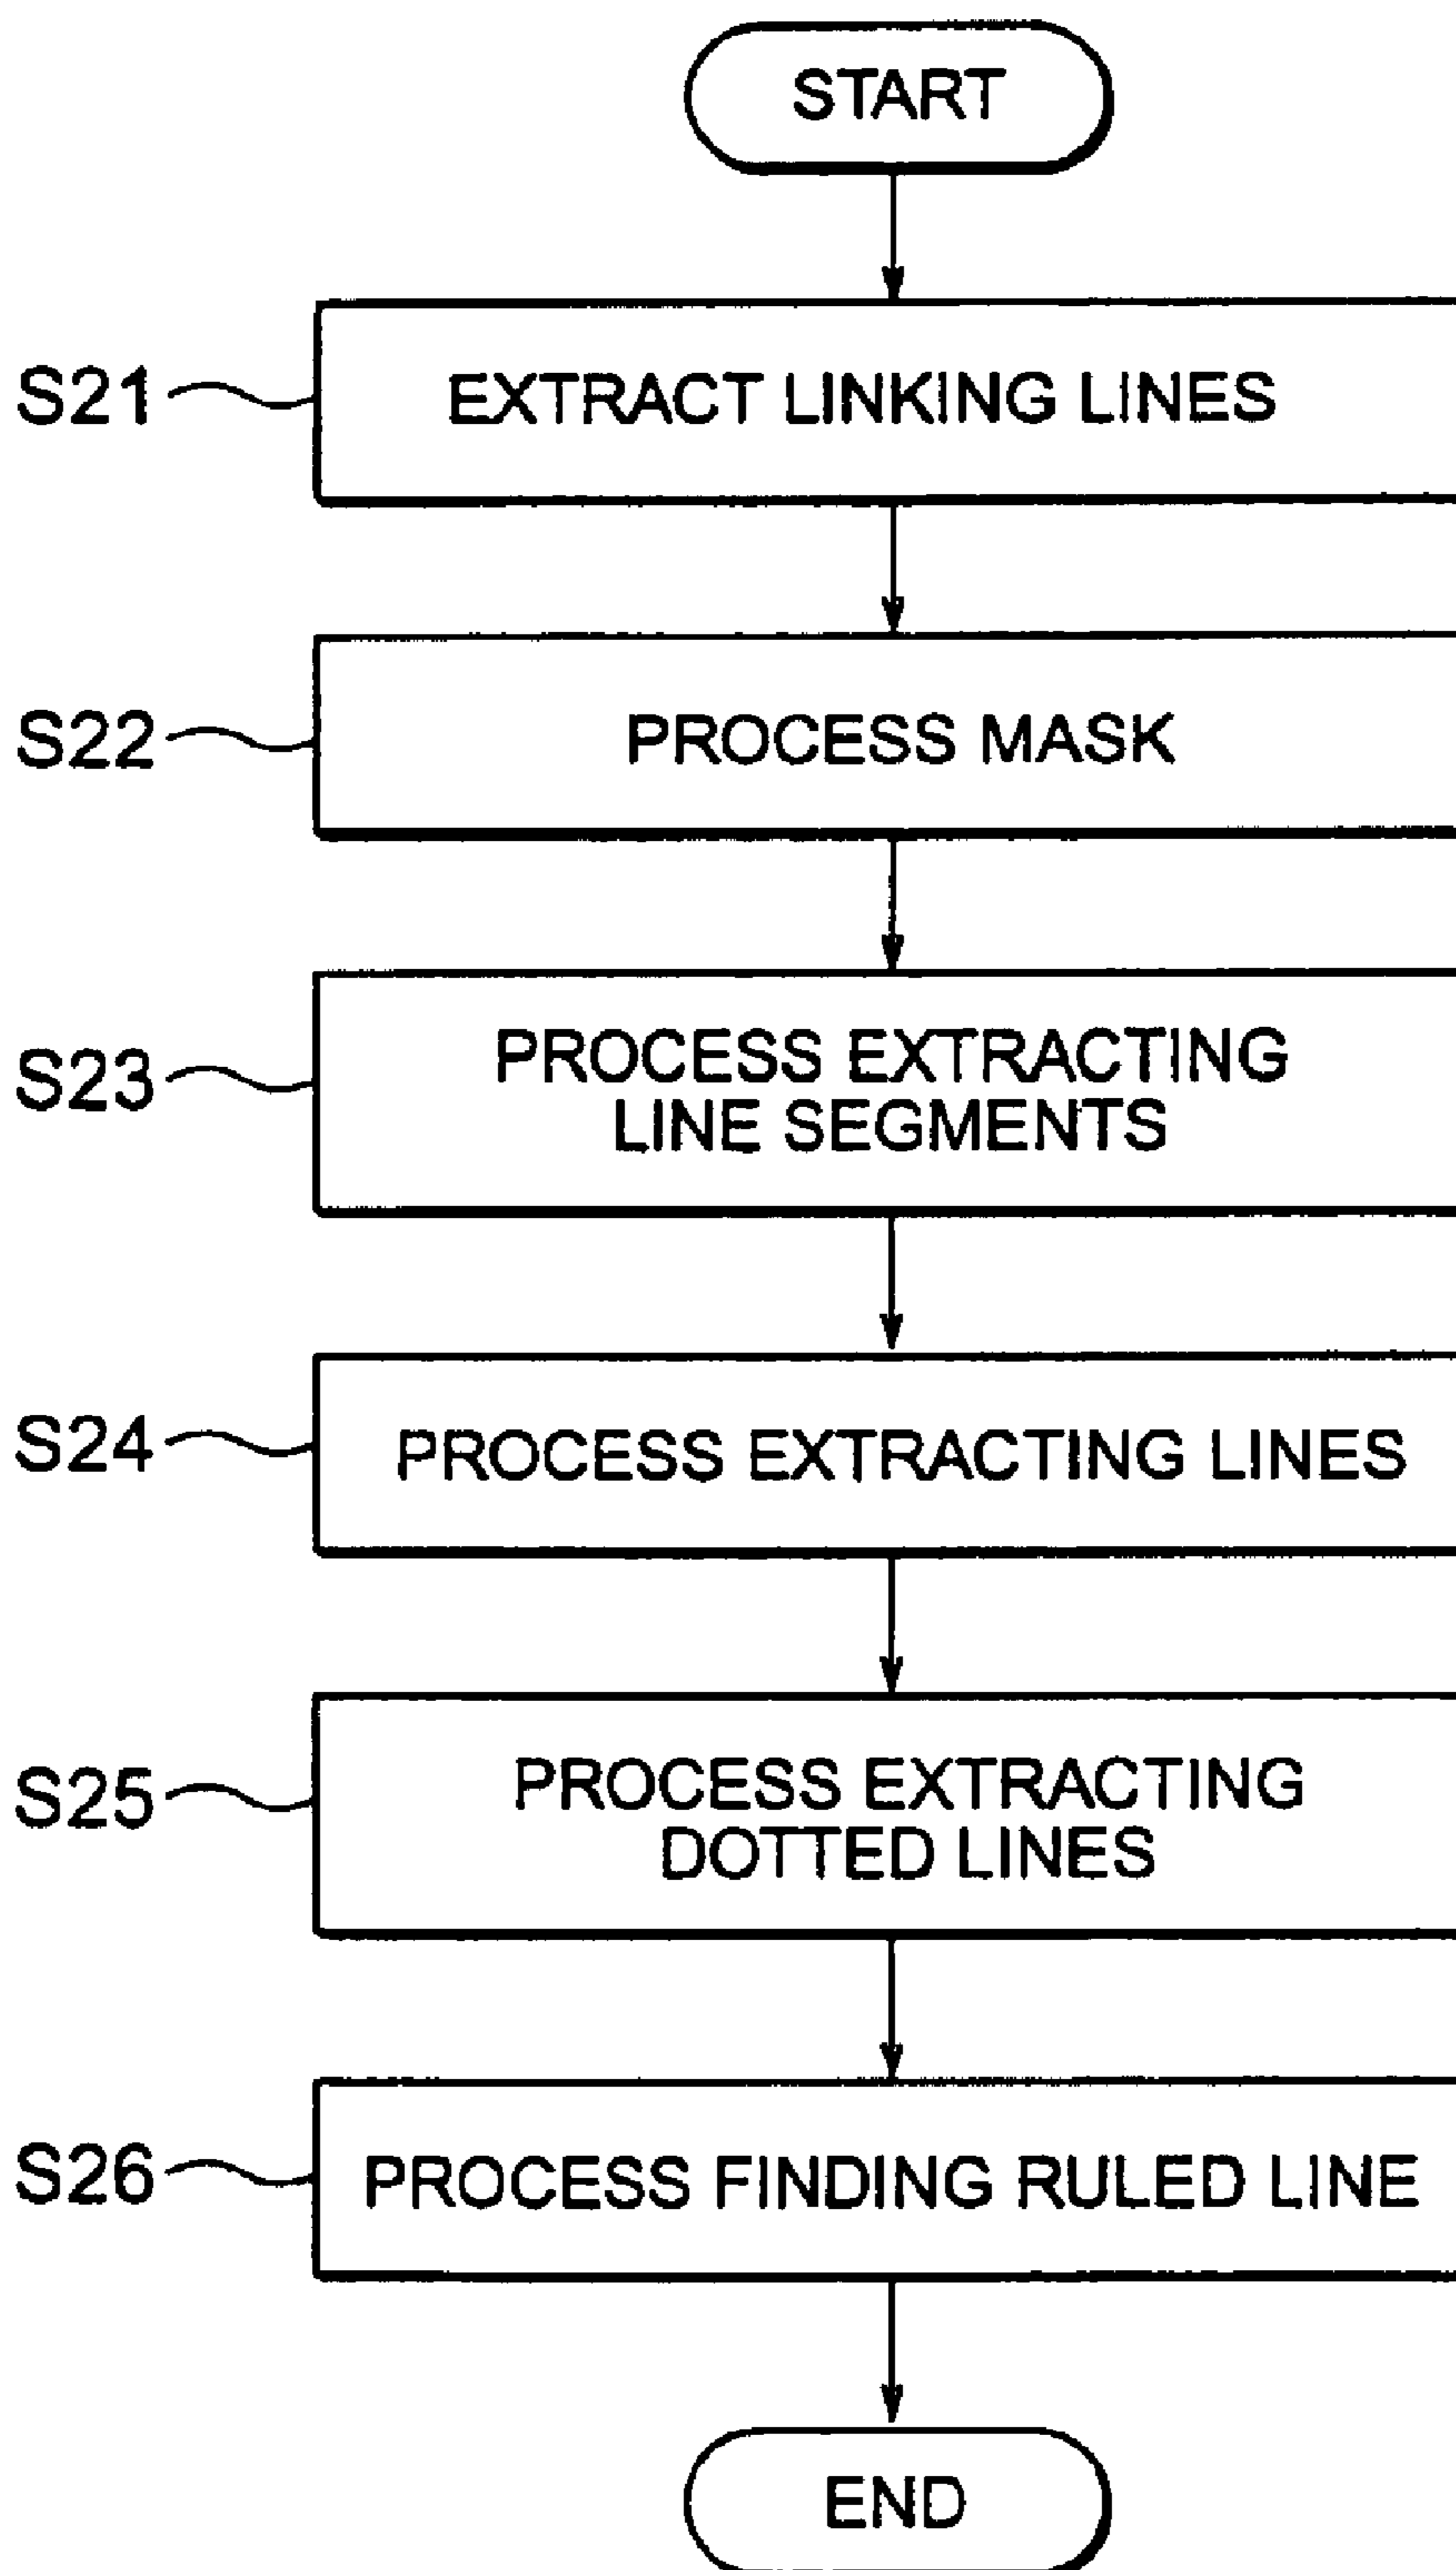 START
S21
EXTRACT LINKING LINES
S22
PROCESS MASK
S23
PROCESS EXTRACTING
LINE SEGMENTS
S24
PROCESS EXTRACTING LINES
S25
PROCESS EXTRACTING
DOTTED LINES
S26
PROCESS FINDING RULED LINE
END